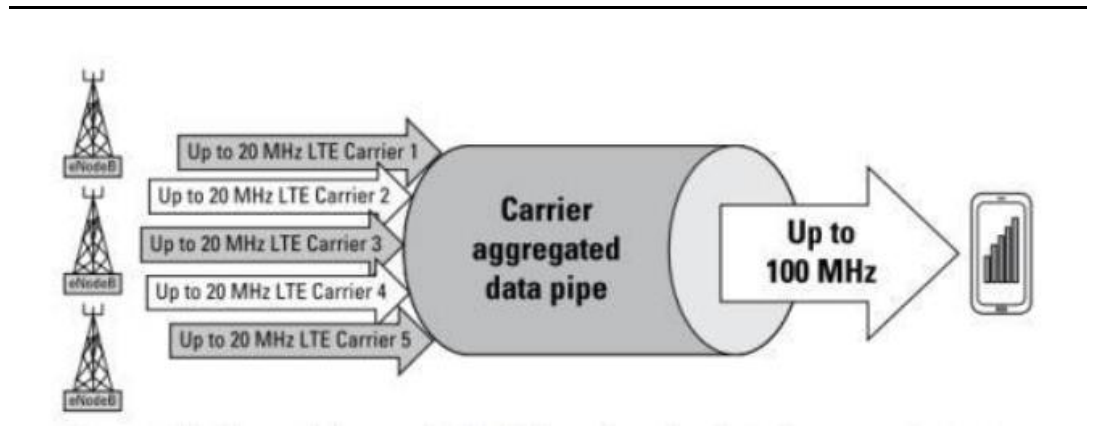 eNodeB
eNodeB
eNodeB
Up to 20 MHz LTE Carrier 1
Up to 20 MHz LTE Carrier 2
Up to 20 MHz LTE Carrier 3
Up to 20 MHz LTE Carrier 4
Up to 20 MHz LTE Carrier 5
Carrier
aggregated
data pipe
Up to
100 MHz